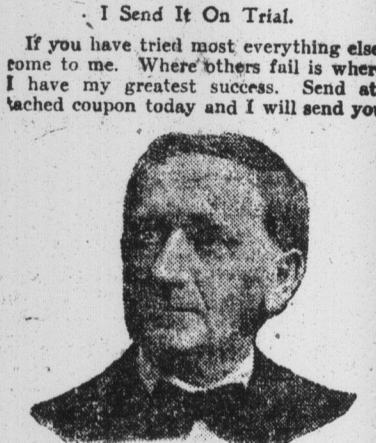 I Send It On Trial.
If you have tried most everything else
come to me. Where others fail is wher
I have my greatest success. Send at
tached coupon today and I will send you